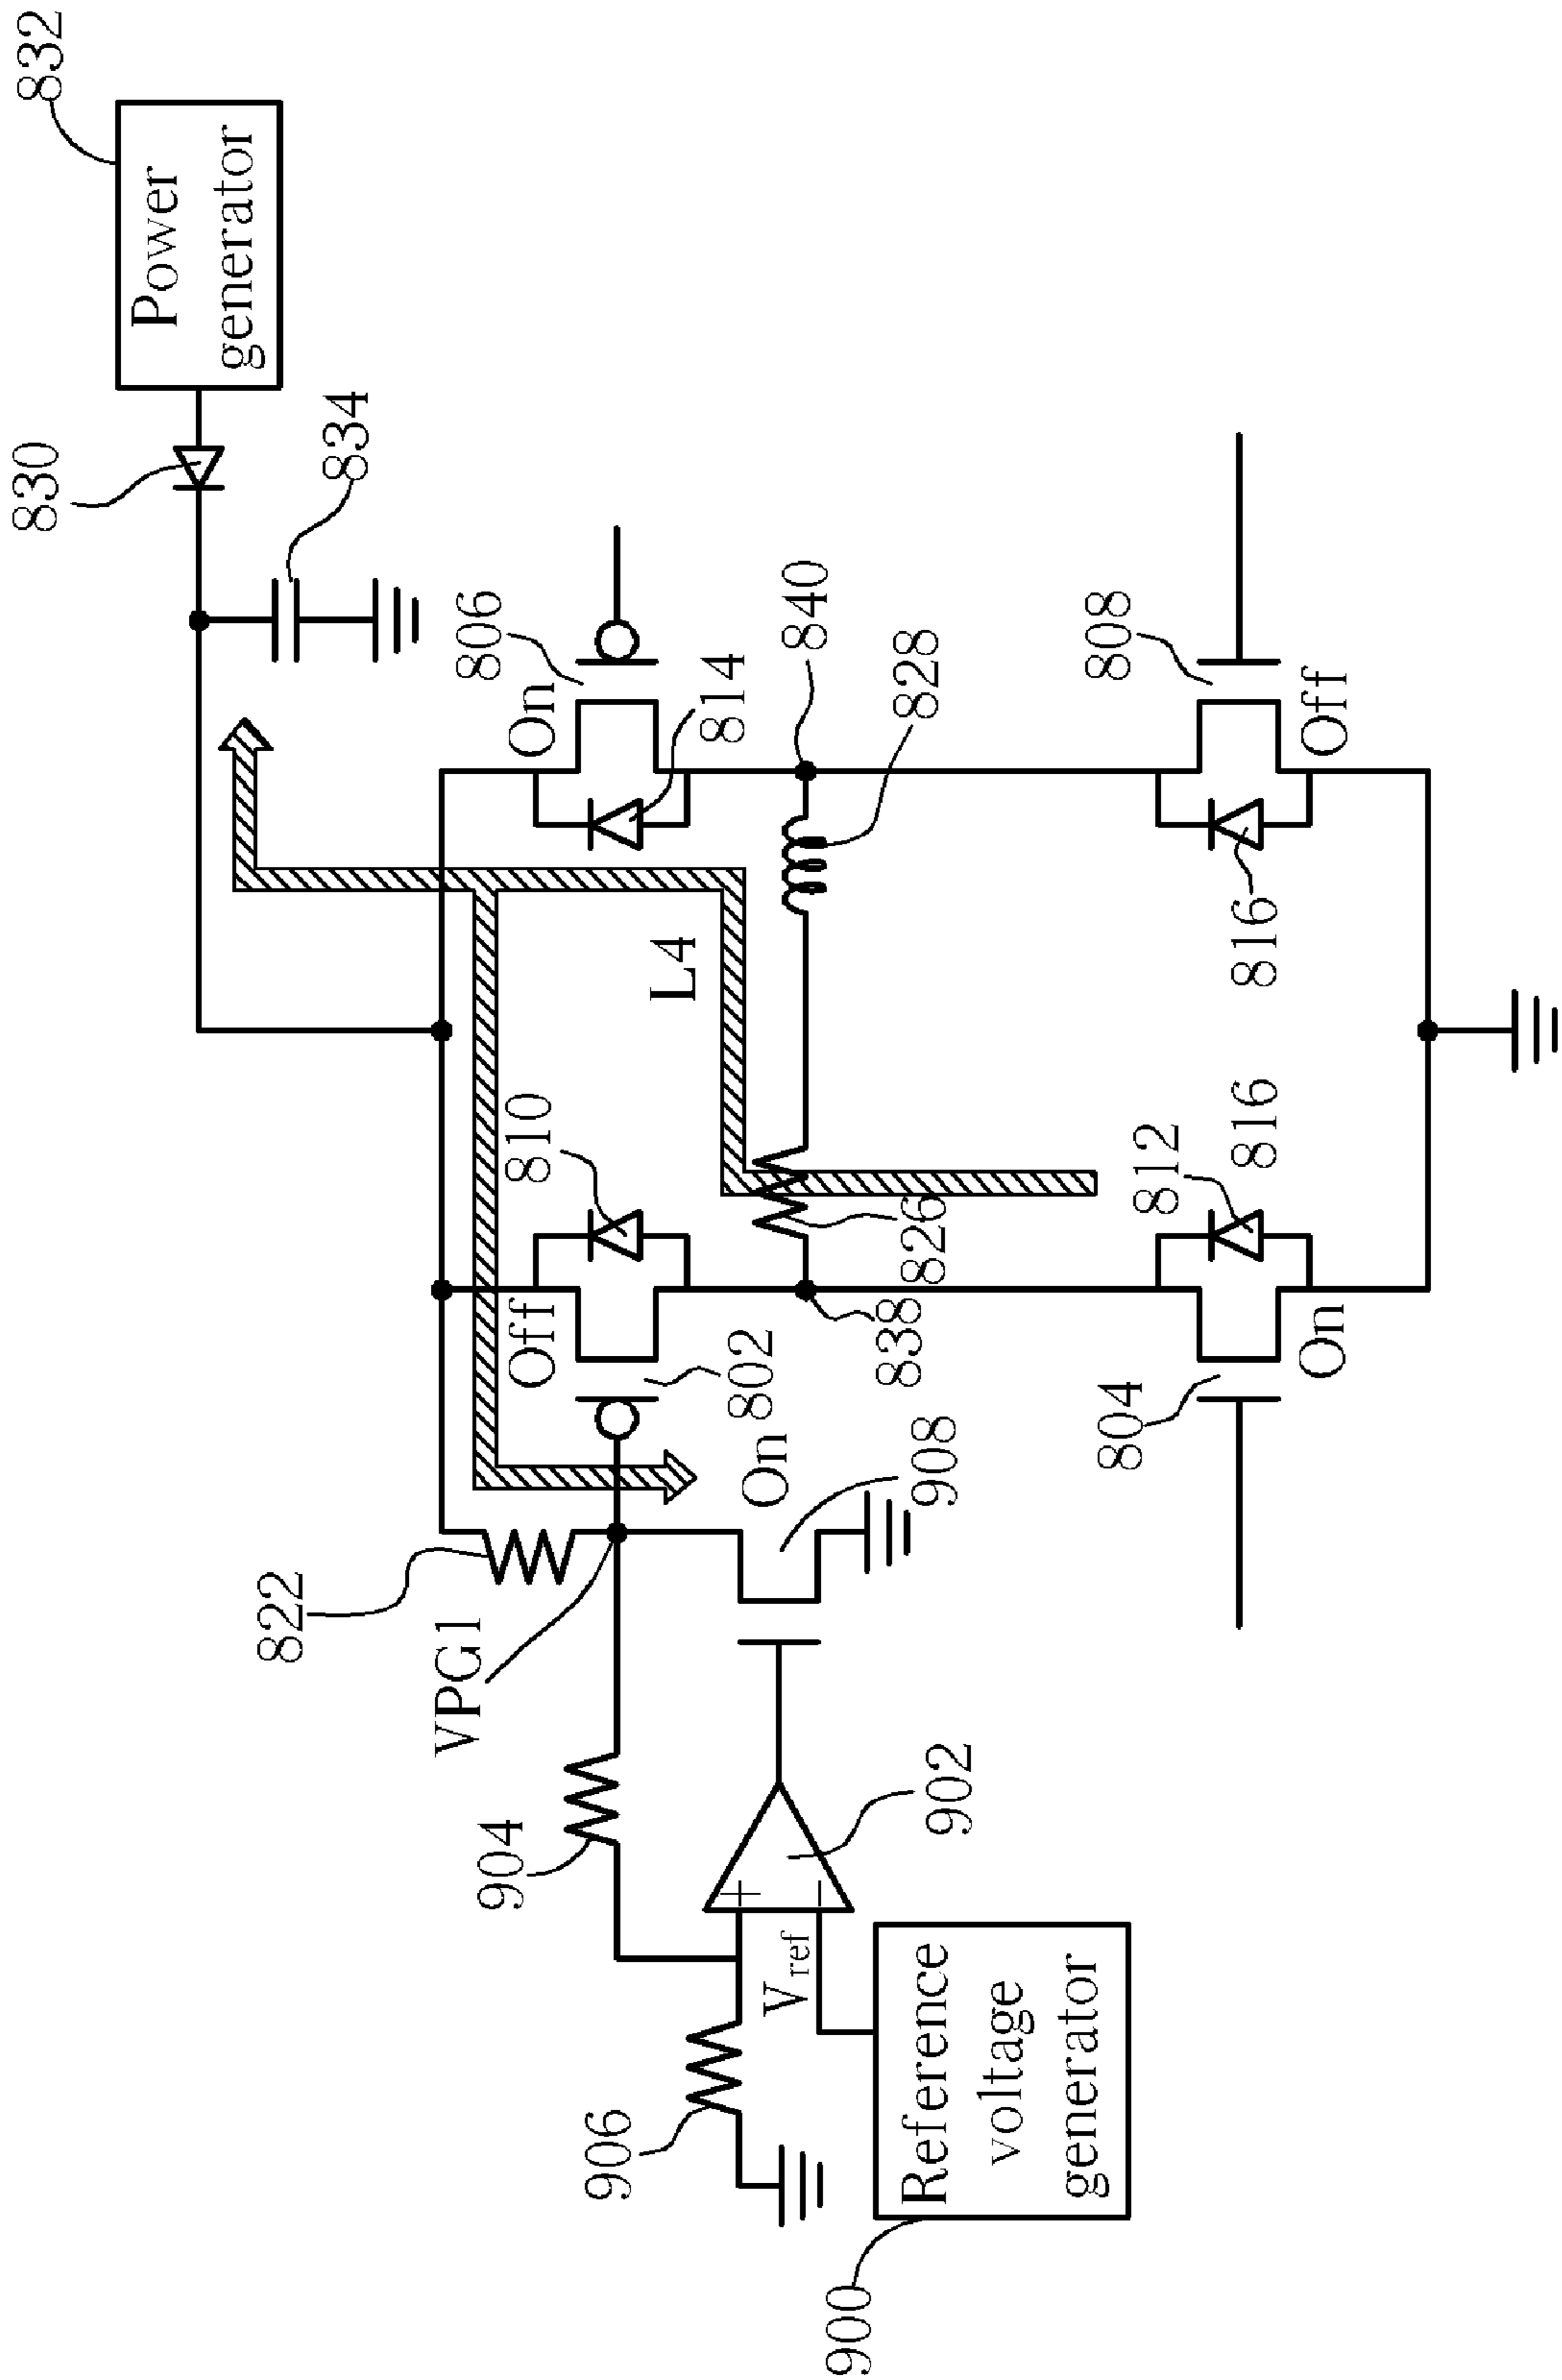 832
Power
generator
830
834
806
On
814
840
828
808
Off
816
L4
810
Off
802
826
838
812
816
On
804
822
VPG1
On
908
904
902
+
−
Vref
906
Reference
voltage
generator
900